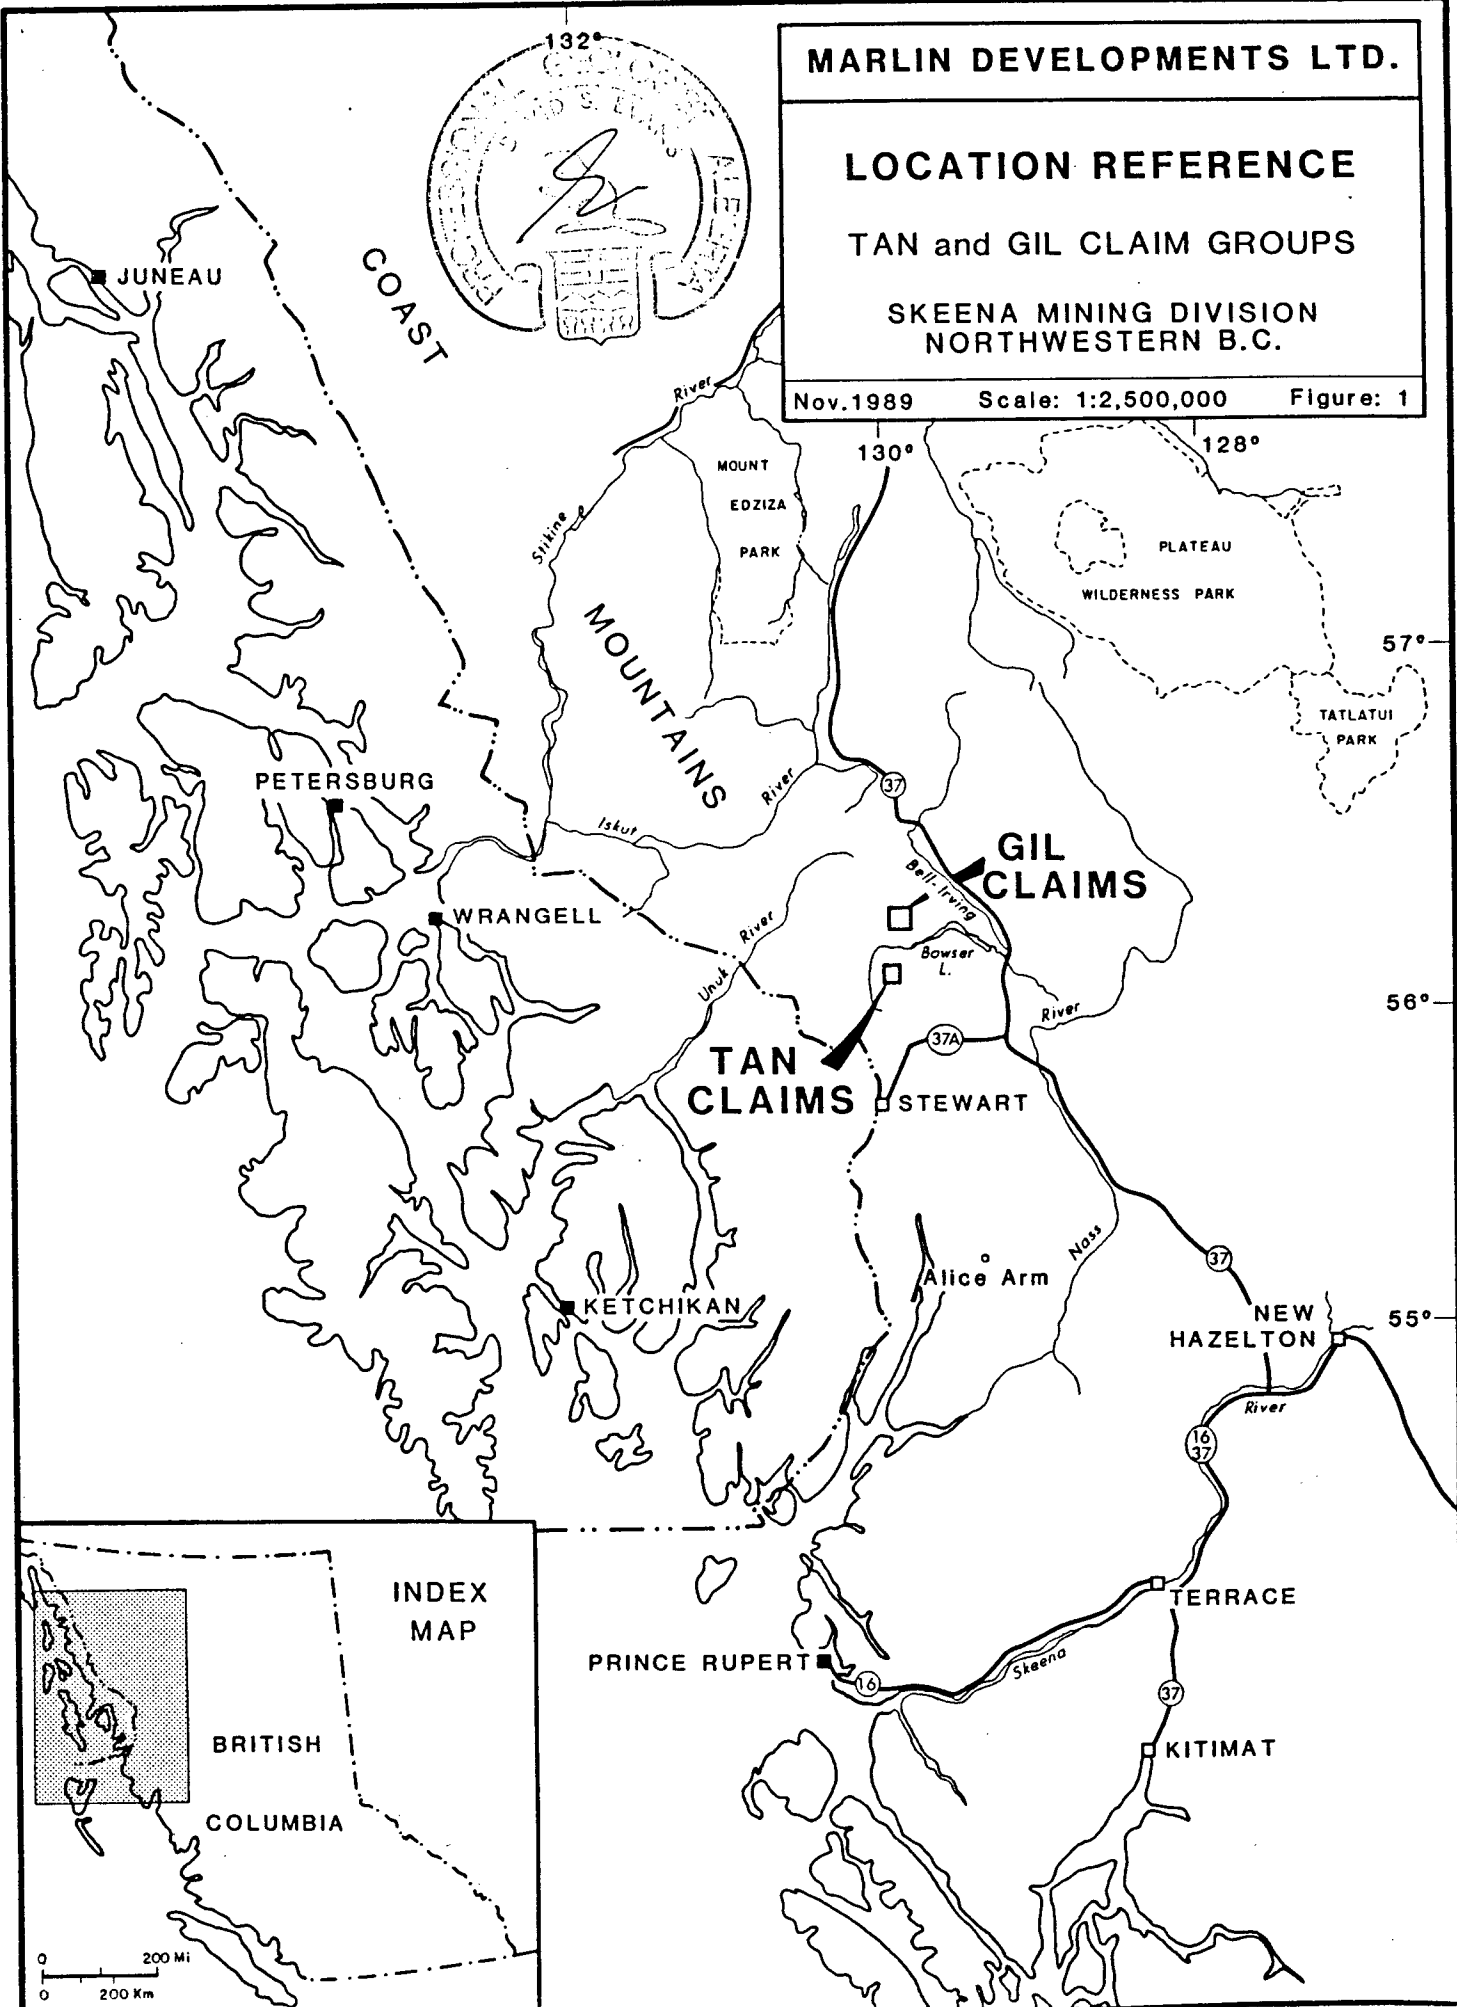 132°
MARLIN DEVELOPMENTS LTD.
LOCATION REFERENCE
TAN and GIL CLAIM GROUPS
SKEENA MINING DIVISION
NORTHWESTERN B.C.
Nov.1989 Scale: 1:2,500,000 Figure: 1
PROFESSIONAL
ALBERTA
JUNEAU
COAST
MOUNTAINS
River
Stikine
130°
128°
MOUNT
EDZIZA
PARK
PLATEAU
WILDERNESS PARK
57°
TATLATUI
PARK
PETERSBURG
River
Iskut
37
GIL
CLAIMS
Bell-Irving
WRANGELL
River
Unuk
Bowser
L.
56°
River
37A
TAN
CLAIMS
STEWART
Nass
Alice Arm
37
KETCHIKAN
NEW
HAZELTON
55°
River
16
37
TERRACE
PRINCE RUPERT
16
Skeena
37
KITIMAT
INDEX
MAP
BRITISH
COLUMBIA
0 200 Mi
0 200 Km